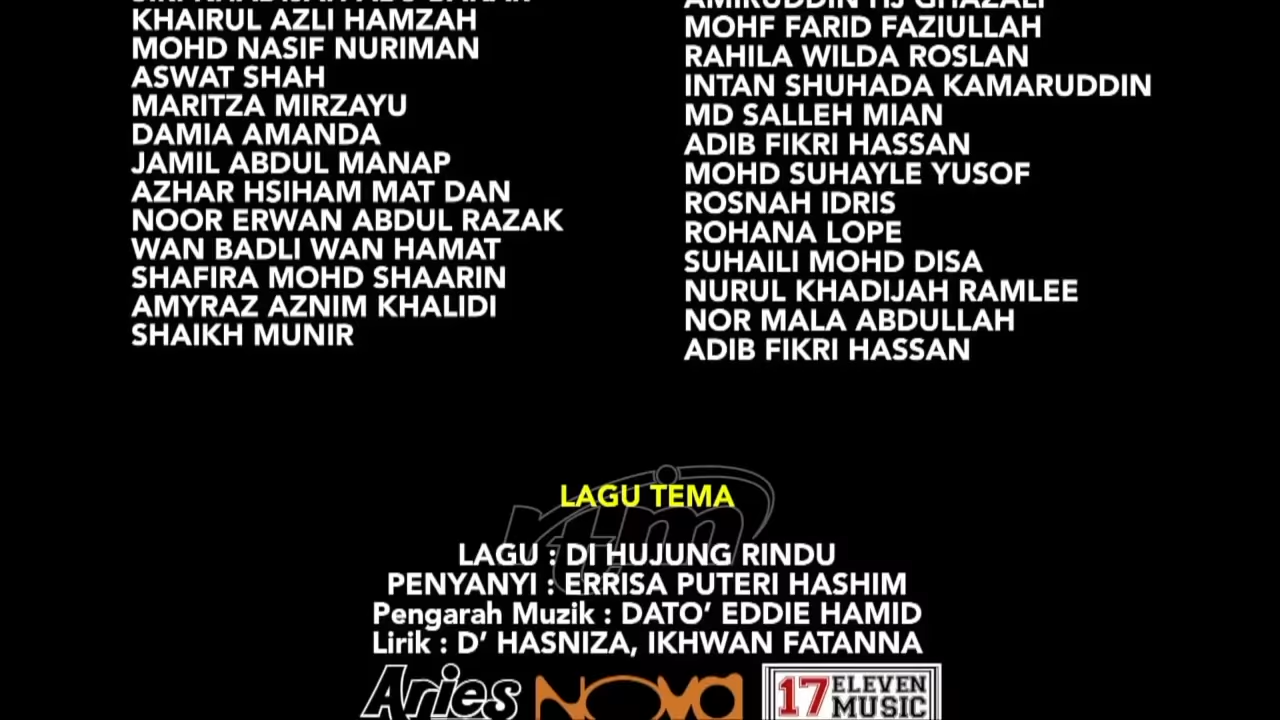 KHAIRUL AZLI HAMZAH
MOHD NASIF NURIMAN
ASWAT SHAH
MARITZA MIRZAYU
DAMIA AMANDA
JAMIL ABDUL MANAP
AZHAR HSIHAM MAT DAN
NOOR ERWAN ABDUL RAZAK
WAN BADLI WAN HAMAT
SHAFIRA MOHD SHAARIN
AMYRAZ AZNIM KHALIDI
SHAIKH MUNIR
AMIRUDDIN HJ GHAZALI
MOHF FARID FAZIULLAH
RAHILA WILDA ROSLAN
INTAN SHUHADA KAMARUDDIN
MD SALLEH MIAN
ADIB FIKRI HASSAN
MOHD SUHAYLE YUSOF
ROSNAH IDRIS
ROHANA LOPE
SUHAILI MOHD DISA
NURUL KHADIJAH RAMLEE
NOR MALA ABDULLAH
ADIB FIKRI HASSAN
LAGU TEMA
rtm
LAGU : DI HUJUNG RINDU
PENYANYI : ERRISA PUTERI HASHIM
Pengarah Muzik : DATO’ EDDIE HAMID
Lirik : D’ HASNIZA, IKHWAN FATANNA
Aries
NOVA
17 ELEVEN MUSIC